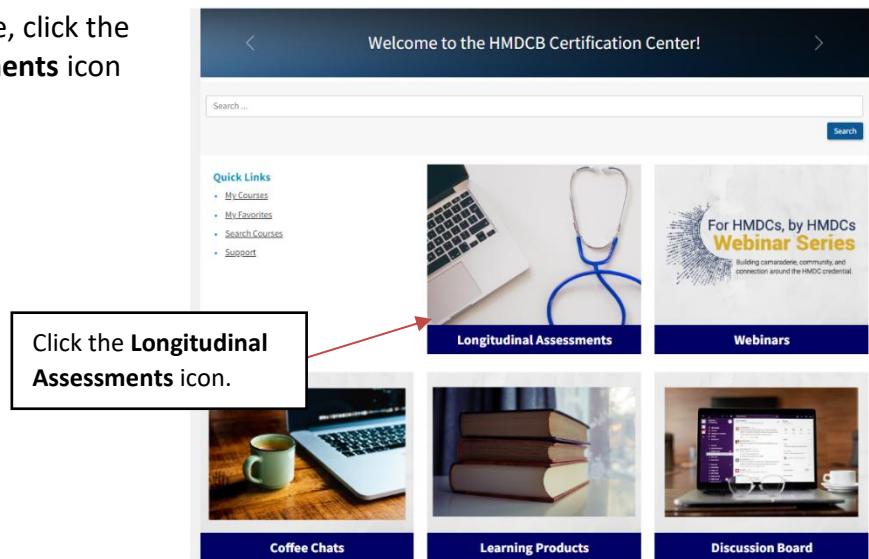 e, click the
ents icon
Welcome to the HMDCB Certification Center!
Search ...
Search
Quick Links
My Courses
My Favorites
Search Courses
Support
For HMDCs, by HMDCs
Webinar Series
Building camaraderie, community, and
connection around the HMDC credential.
Longitudinal Assessments
Webinars
Click the Longitudinal
Assessments icon.
Coffee Chats
Learning Products
Discussion Board